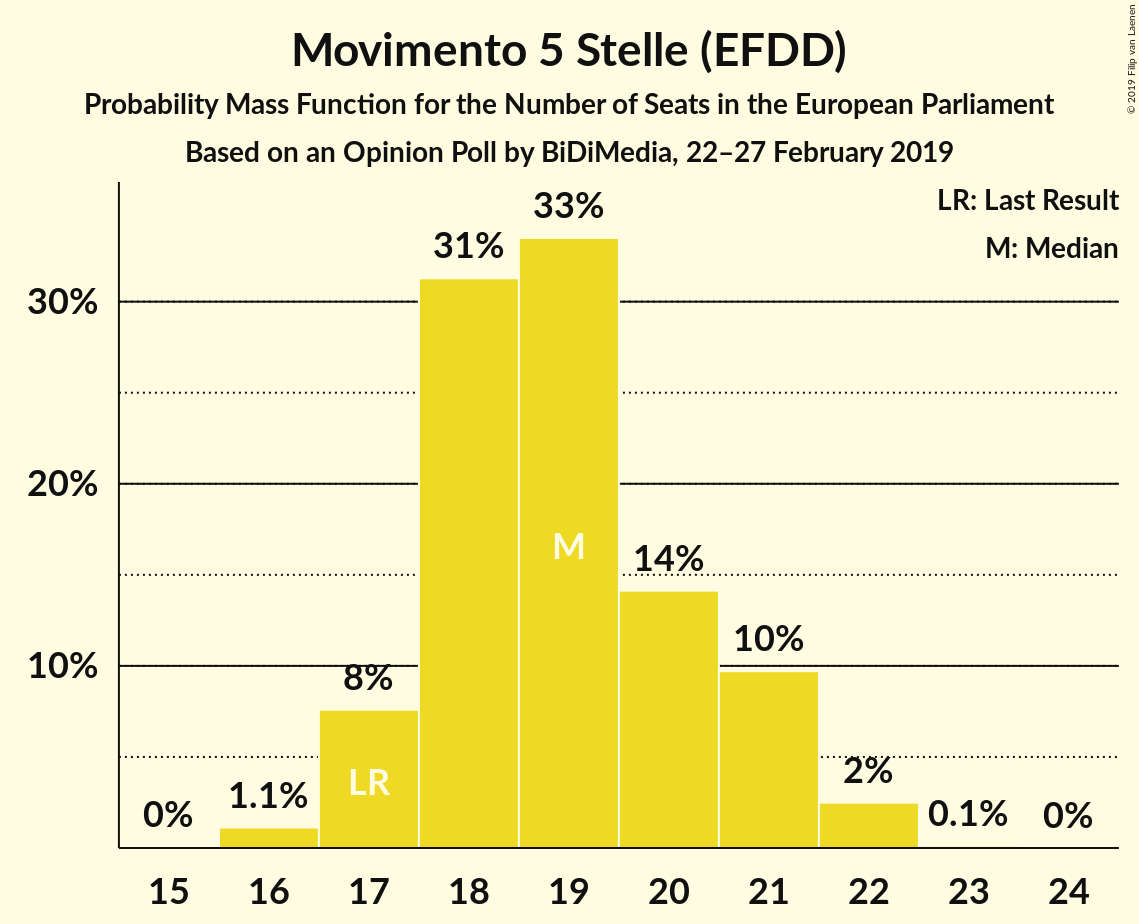 Movimento 5 Stelle (EFDD)
Probability Mass Function for the Number of Seats in the European Parliament
Based on an Opinion Poll by BiDiMedia, 22–27 February 2019
© 2019 Filip van Laenen
LR: Last Result
M: Median
33%
31%
30%
20%
M
14%
10%
10%
8%
LR
2%
1.1%
0%
0.1%
0%
15 16 17 18 19 20 21 22 23 24